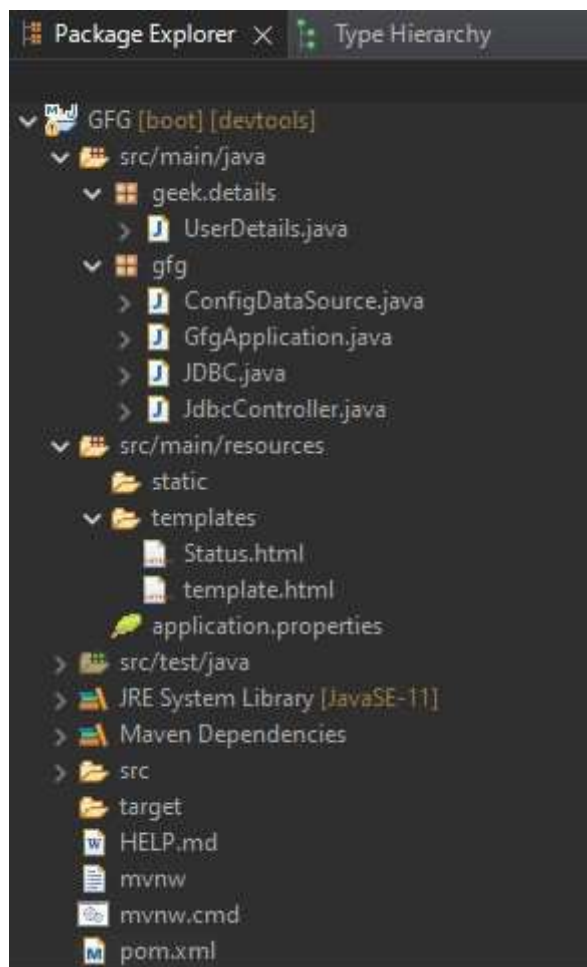 Package Explorer Type Hierarchy
GFG [boot] [devtools]
src/main/java
geek.details
UserDetails.java
gfg
ConfigDataSource.java
GfgApplication.java
JDBC.java
JdbcController.java
src/main/resources
static
templates
Status.html
template.html
application.properties
src/test/java
JRE System Library [JavaSE-11]
Maven Dependencies
src
target
HELP.md
mvnw
mvnw.cmd
pom.xml